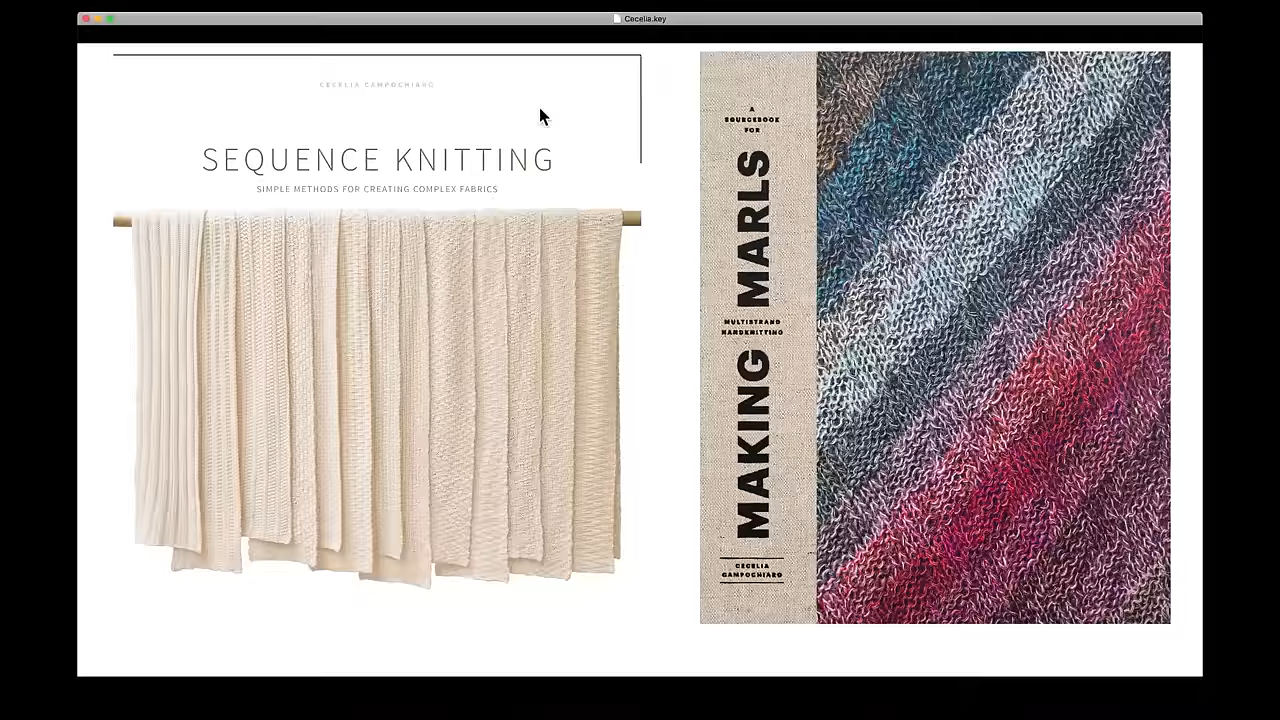 Cecelia.key
CECELIA CAMPOCHIARO
SEQUENCE KNITTING
SIMPLE METHODS FOR CREATING COMPLEX FABRICS
A
SOURCEBOOK
FOR
MAKING MARLS
MULTISTRAND
HANDKNITTING
CECELIA
CAMPOCHIARO